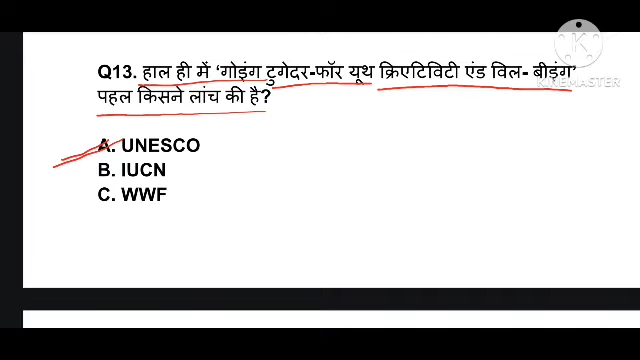 Q13. हाल ही में ‘गोइंग टुगेदर-फॉर यूथ क्रिएटिविटी एंड विल- बीइंग’
पहल किसने लांच की है?
A. UNESCO
B. IUCN
C. WWF
KINEMASTER